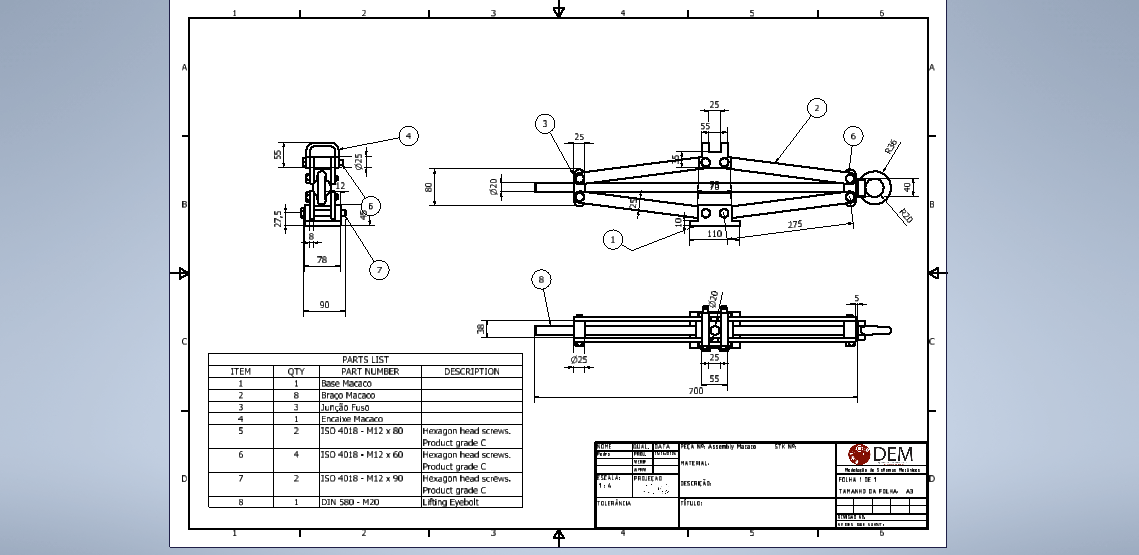 1 2 3 4 5 6
A A
B B
C C
D D
1 2 3 4 5 6
4
55
Ø25
12
6
27,5
45
8
7
78
90
3
25
25
55
2
6
R36
80
Ø20
70
40
25
R20
10
275
1
110
8
Ø20
5
38
Ø25
25
55
700
PARTS LIST
ITEM QTY PART NUMBER DESCRIPTION
1 1 Base Macaco
2 8 Braço Macaco
3 3 Junção Fuso
4 1 Encaixe Macaco
5 2 ISO 4018 - M12 x 80 Hexagon head screws. Product grade C
6 4 ISO 4018 - M12 x 60 Hexagon head screws. Product grade C
7 2 ISO 4018 - M12 x 90 Hexagon head screws. Product grade C
8 1 DIN 580 - M20 Lifting Eyebolt
NOME QUAL. DATA
Pedro
ESCALA: 1:4
PROJEÇÃO
TOLERÂNCIA
PEÇA Nº: Assembly Macaco STK Nº:
MATERIAL:
DESCRIÇÃO:
TÍTULO:
DEM
Modelação de Sistemas Mecânicos
FOLHA 1 DE 1
TAMANHO DA FOLHA: A3